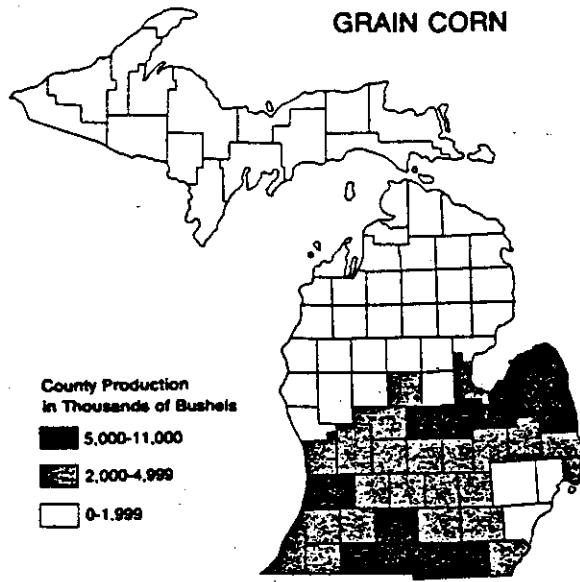 GRAIN CORN
County Production
in Thousands of Bushels
5,000-11,000
2,000-4,999
0-1,999